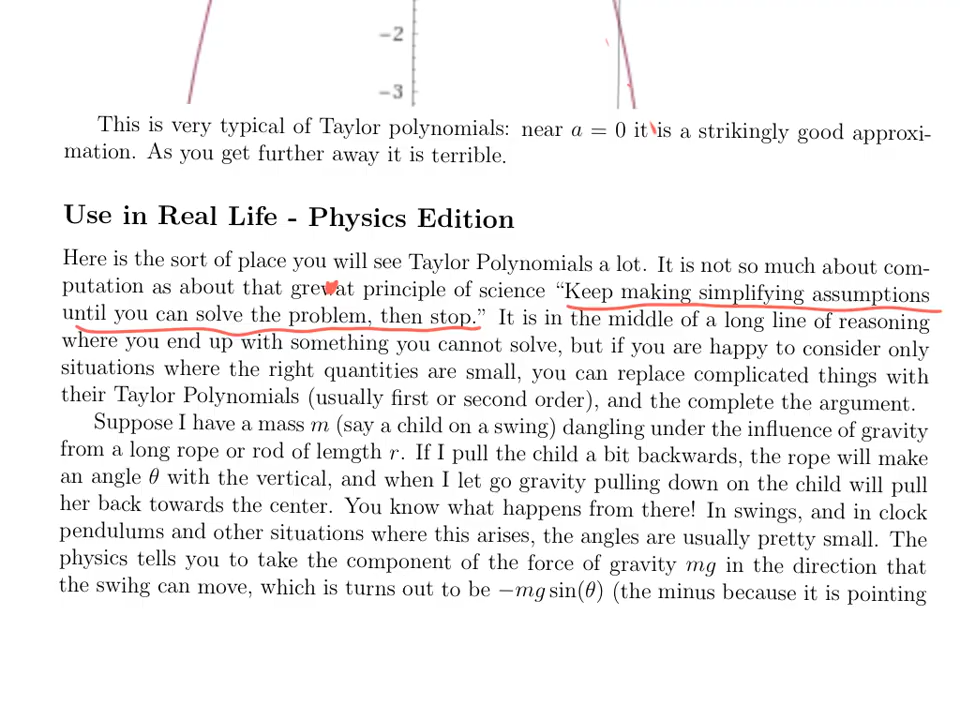 −2
−3
This is very typical of Taylor polynomials: near a = 0 it is a strikingly good approxi-
mation. As you get further away it is terrible.
Use in Real Life - Physics Edition
Here is the sort of place you will see Taylor Polynomials a lot. It is not so much about com-
putation as about that grewat principle of science “Keep making simplifying assumptions
until you can solve the problem, then stop.” It is in the middle of a long line of reasoning
where you end up with something you cannot solve, but if you are happy to consider only
situations where the right quantities are small, you can replace complicated things with
their Taylor Polynomials (usually first or second order), and the complete the argument.
Suppose I have a mass m (say a child on a swing) dangling under the influence of gravity
from a long rope or rod of lemgth r. If I pull the child a bit backwards, the rope will make
an angle θ with the vertical, and when I let go gravity pulling down on the child will pull
her back towards the center. You know what happens from there! In swings, and in clock
pendulums and other situations where this arises, the angles are usually pretty small. The
physics tells you to take the component of the force of gravity mg in the direction that
the swihg can move, which is turns out to be −mg sin(θ) (the minus because it is pointing